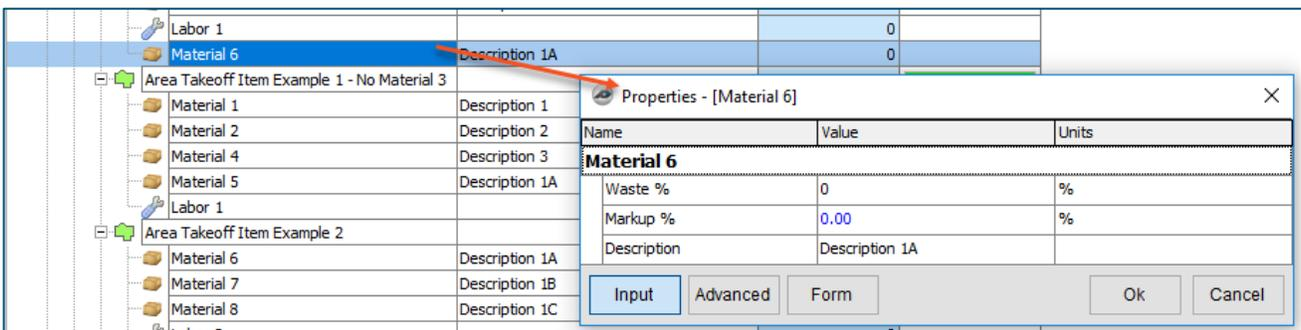 Labor 1 0
Material 6 Description 1A 0
Area Takeoff Item Example 1 - No Material 3
Material 1 Description 1
Material 2 Description 2
Material 4 Description 3
Material 5 Description 1A
Labor 1
Area Takeoff Item Example 2
Material 6 Description 1A
Material 7 Description 1B
Material 8 Description 1C
Properties - [Material 6]
Name Value Units
Material 6
Waste % 0 %
Markup % 0.00 %
Description Description 1A
Input Advanced Form Ok Cancel